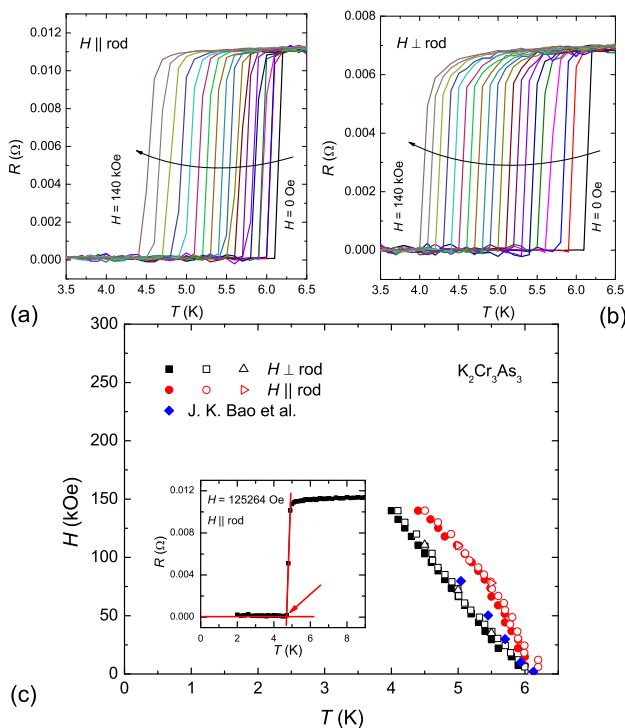 H || rod
R (Ω)
0.012
0.010
0.008
0.006
0.004
0.002
0.000
H = 140 kOe
H = 0 Oe
3.5 4.0 4.5 5.0 5.5 6.0 6.5
T (K)
(a)
H ⊥ rod
R (Ω)
0.008
0.006
0.004
0.002
0.000
H = 140 kOe
H = 0 Oe
3.5 4.0 4.5 5.0 5.5 6.0 6.5
T (K)
(b)
H (kOe)
300
250
200
150
100
50
0
H ⊥ rod
H || rod
J. K. Bao et al.
K2Cr3As3
R (Ω)
0.012
0.008
0.004
0.000
H = 125264 Oe
H || rod
0 2 4 6 8
T (K)
0 1 2 3 4 5 6 7 8
T (K)
(c)